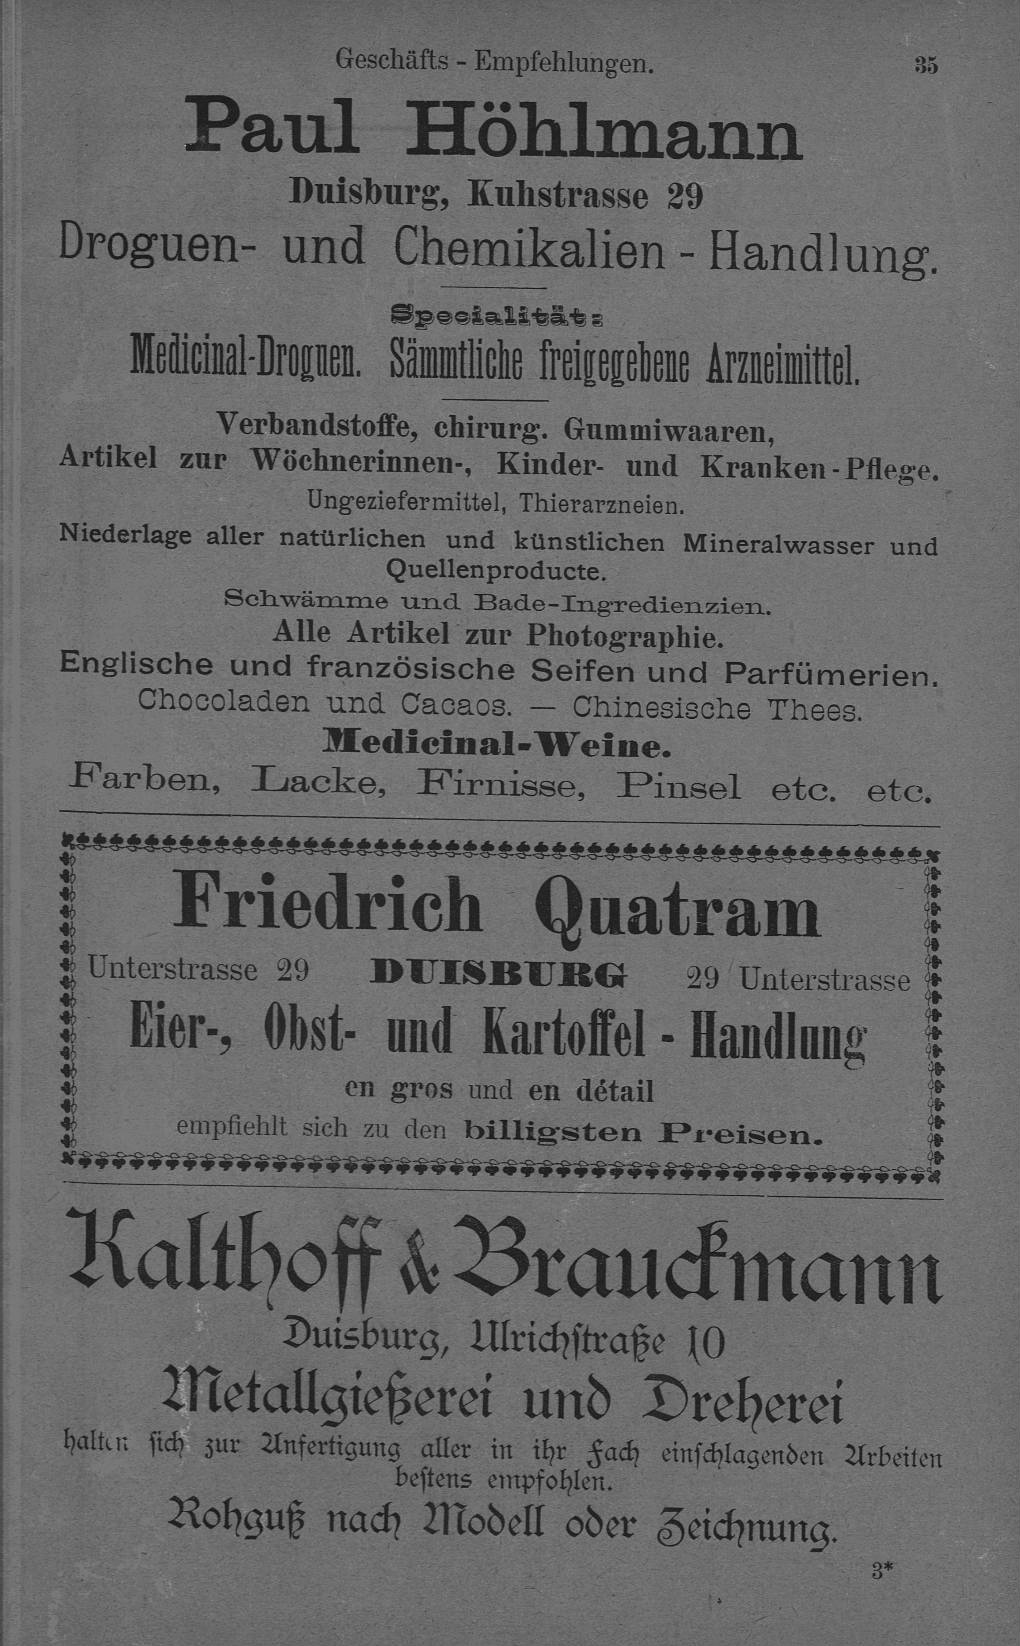 Geschäfts - Empfehlungen. 35
Paul Höhlmann
Duisburg, Kuhstrasse 29
Droguen- und Chemikalien - Handlung.
Specialität:
Medicinal-Droguen. Sämmtliche freigegebene Arzneimittel.
Verbandstoffe, chirurg. Gummiwaaren,
Artikel zur Wöchnerinnen-, Kinder- und Kranken-Pflege.
Ungeziefermittel, Thierarzneien.
Niederlage aller natürlichen und künstlichen Mineralwasser und
Quellenproducte.
Schwämme und Bade-Ingredienzien.
Alle Artikel zur Photographie.
Englische und französische Seifen und Parfümerien.
Chocoladen und Cacaos. — Chinesische Thees.
Medicinal-Weine.
Farben, Lacke, Firnisse, Pinsel etc. etc.
Friedrich Quatram
Unterstrasse 29 DUISBURG 29 Unterstrasse
Eier-, Obst- und Kartoffel - Handlung
en gros und en détail
empfiehlt sich zu den billigsten Preisen.
Kalthoff & Brauckmann
Duisburg, Ulrichstraße 10
Metallgießerei und Dreherei
halten sich zur Anfertigung aller in ihr Fach einschlagenden Arbeiten
bestens empfohlen.
Rohguß nach Modell oder Zeichnung.
3*